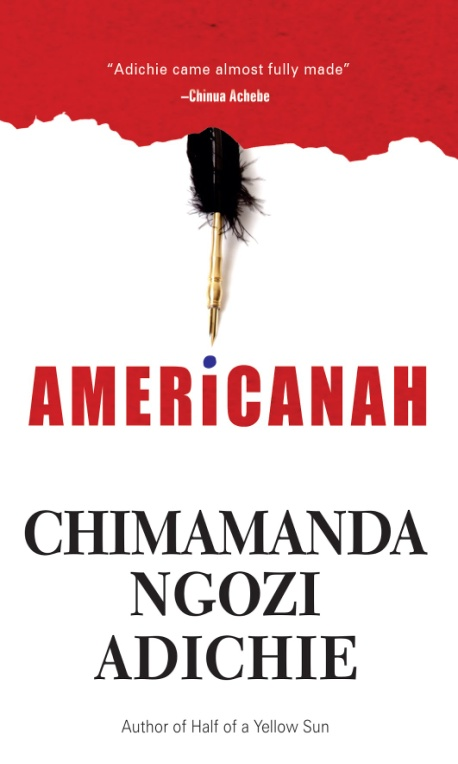 “Adichie came almost fully made”
–Chinua Achebe
AMERiCANAH
CHIMAMANDA
NGOZI
ADICHIE
Author of Half of a Yellow Sun